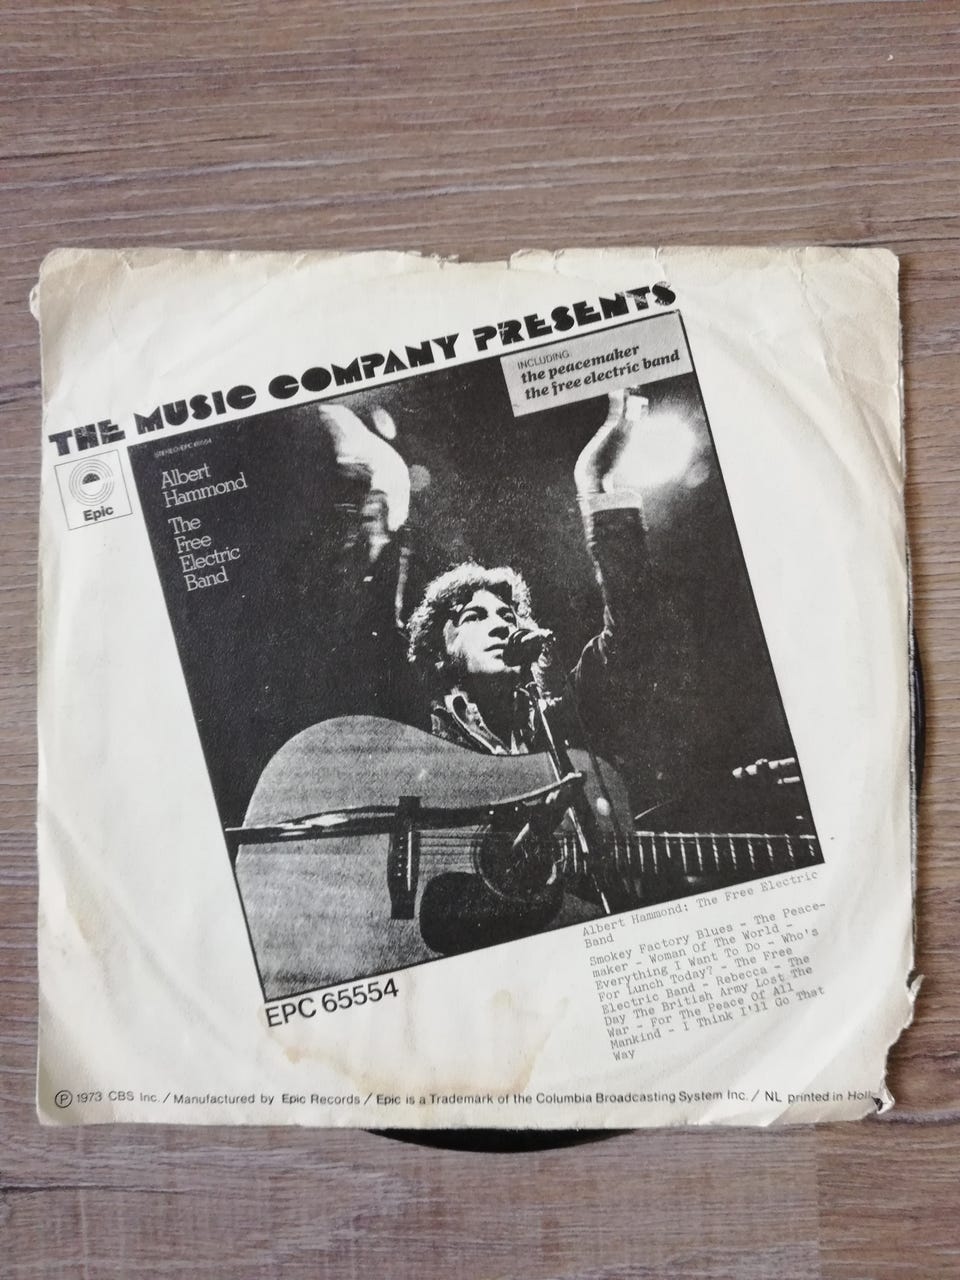 THE MUSIC COMPANY PRESENTS
INCLUDING:
the peacemaker
the free electric band
Epic
STEREO/EPC 65554
Albert
Hammond
The
Free
Electric
Band
EPC 65554
Albert Hammond: The Free Electric
Band
Smokey Factory Blues - The Peace-
maker - Woman Of The World -
Everything I Want To Do - Who's
For Lunch Today? - The Free
Electric Band - Rebecca - The
Day The British Army Lost The
War - For The Peace Of All
Mankind - I Think I'll Go That
Way
Ⓟ 1973 CBS Inc. / Manufactured by Epic Records / Epic is a Trademark of the Columbia Broadcasting System Inc. / NL printed in